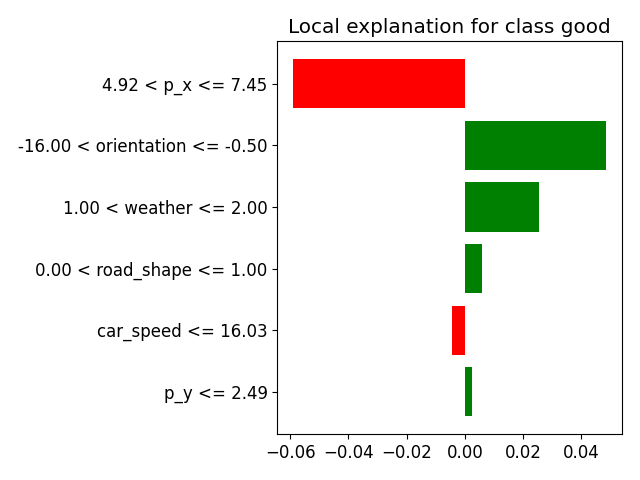 Local explanation for class good
4.92 < p_x <= 7.45
-16.00 < orientation <= -0.50
1.00 < weather <= 2.00
0.00 < road_shape <= 1.00
car_speed <= 16.03
p_y <= 2.49
−0.06 −0.04 −0.02 0.00 0.02 0.04